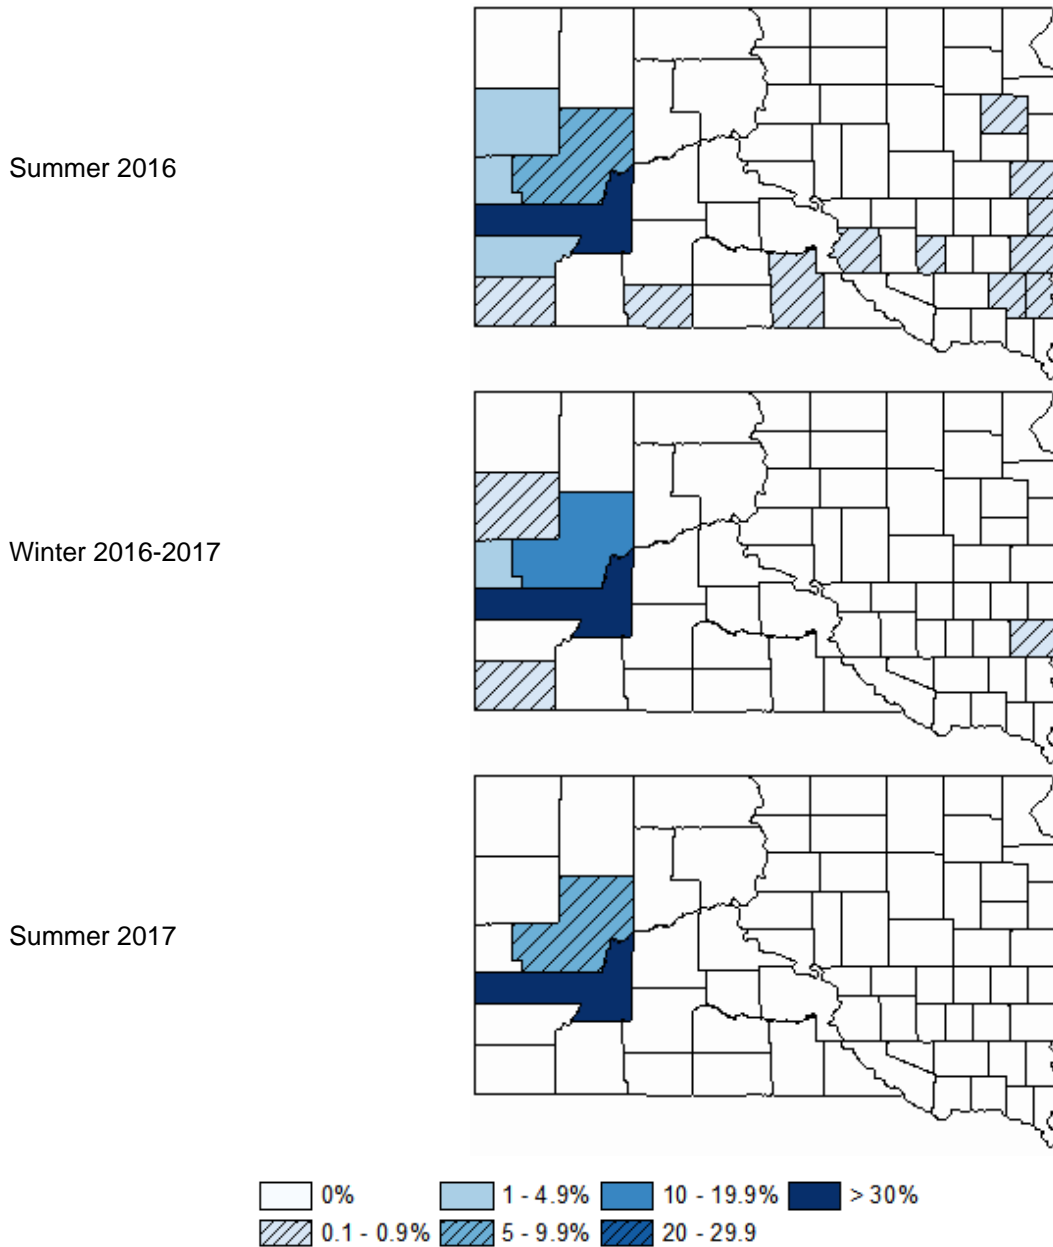 Summer 2016
Winter 2016-2017
Summer 2017
0% 1 - 4.9% 10 - 19.9% > 30%
0.1 - 0.9% 5 - 9.9% 20 - 29.9